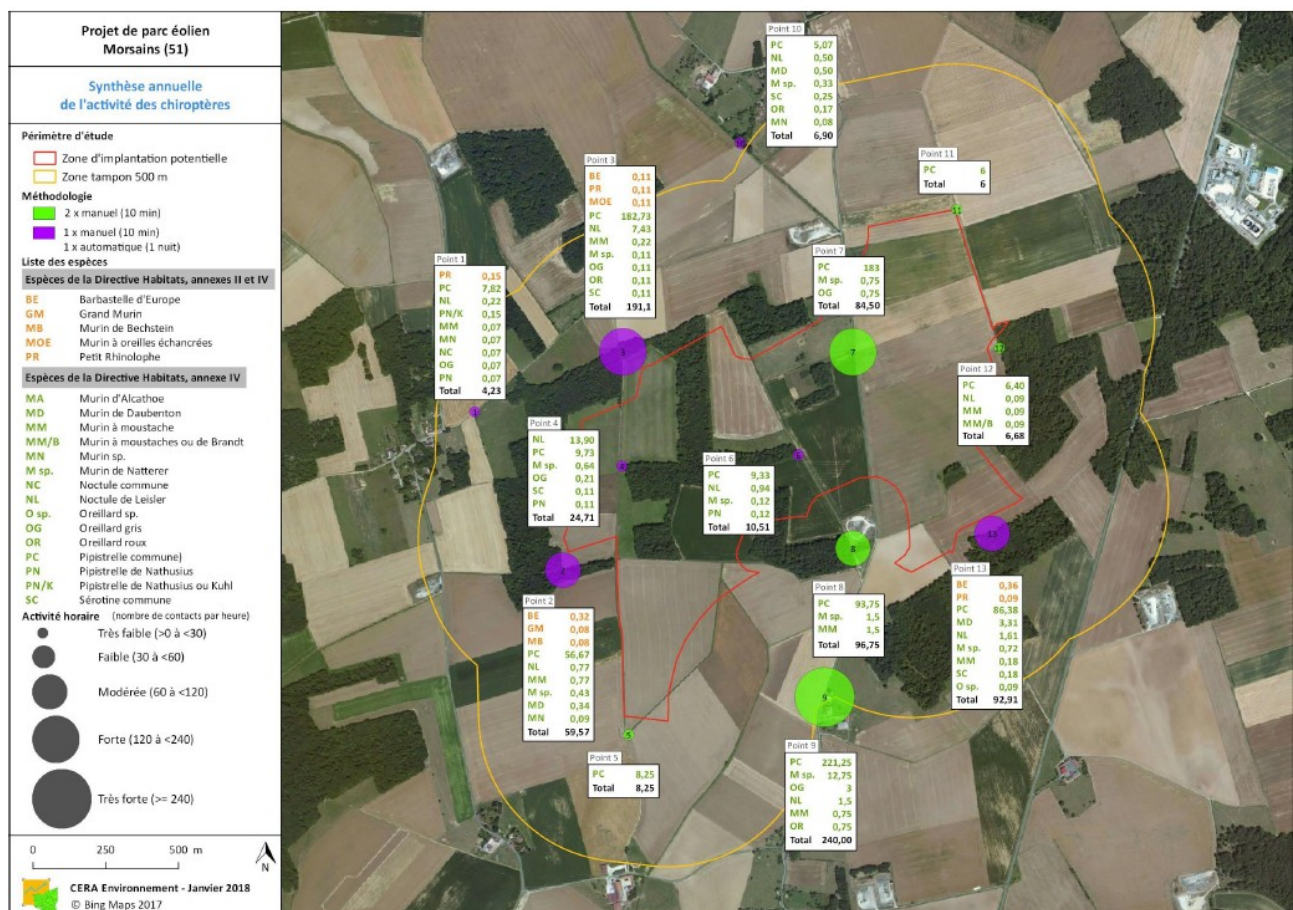 Projet de parc éolien
Morsains (51)
Synthèse annuelle
de l'activité des chiroptères
Périmètre d'étude
Zone d'implantation potentielle
Zone tampon 500 m
Méthodologie
2 x manuel (10 min)
1 x manuel (10 min)
1 x automatique (1 nuit)
Liste des espèces
Espèces de la Directive Habitats, annexes II et IV
BE Barbastelle d'Europe
GM Grand Murin
MB Murin de Bechstein
MOE Murin à oreilles échancrées
PR Petit Rhinolophe
Espèces de la Directive Habitats, annexe IV
MA Murin d'Alcathoe
MD Murin de Daubenton
MM Murin à moustache
MM/B Murin à moustaches ou de Brandt
MN Murin sp.
M sp. Murin de Natterer
NC Noctule commune
NL Noctule de Leisler
O sp. Oreillard sp.
OG Oreillard gris
OR Oreillard roux
PC Pipistrelle commune)
PN Pipistrelle de Nathusius
PN/K Pipistrelle de Nathusius ou Kuhl
SC Sérotine commune
Activité horaire (nombre de contacts par heure)
Très faible (>0 à <30)
Faible (30 à <60)
Modérée (60 à <120)
Forte (120 à <240)
Très forte (>= 240)
0 250 500 m
N
CERA Environnement - Janvier 2018
© Bing Maps 2017
Point 10
PC 5,07
NL 0,50
MD 0,50
M sp. 0,33
SC 0,25
OR 0,17
MN 0,08
Total 6,90
10
Point 11
PC 6
Total 6
11
Point 3
BE 0,11
PR 0,11
MOE 0,11
PC 182,73
NL 7,43
MM 0,22
M sp. 0,11
OG 0,11
OR 0,11
SC 0,11
Total 191,1
3
Point 7
PC 183
M sp. 0,75
OG 0,75
Total 84,50
7
Point 1
PR 0,15
PC 7,82
NL 0,22
PN/K 0,15
MM 0,07
MN 0,07
NC 0,07
OG 0,07
PN 0,07
Total 4,23
1
12
Point 12
PC 6,40
NL 0,09
MM 0,09
MM/B 0,09
Total 6,68
Point 4
NL 13,90
PC 9,73
M sp. 0,64
OG 0,21
SC 0,11
PN 0,11
Total 24,71
4
Point 6
PC 9,33
NL 0,94
M sp. 0,12
PN 0,12
Total 10,51
6
8
13
2
Point 2
BE 0,32
GM 0,08
MB 0,08
PC 56,67
NL 0,77
MM 0,77
M sp. 0,43
MD 0,34
MN 0,09
Total 59,57
Point 8
PC 93,75
M sp. 1,5
MM 1,5
Total 96,75
Point 13
BE 0,36
PR 0,09
PC 86,38
MD 3,31
NL 1,61
M sp. 0,72
MM 0,18
SC 0,18
O sp. 0,09
Total 92,91
9
5
Point 5
PC 8,25
Total 8,25
Point 9
PC 221,25
M sp. 12,75
OG 3
NL 1,5
MM 0,75
OR 0,75
Total 240,00